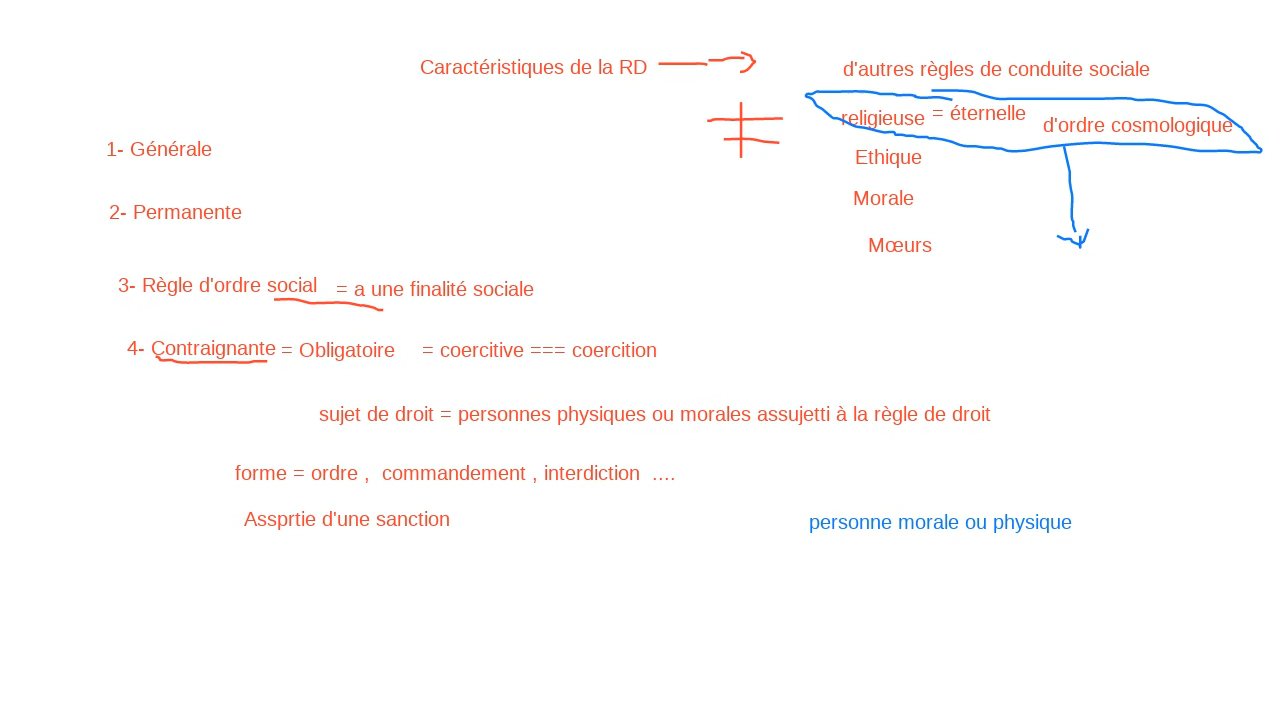 Caractéristiques de la RD
d'autres règles de conduite sociale
religieuse = éternelle d'ordre cosmologique
1- Générale
Ethique
Morale
2- Permanente
Mœurs
3- Règle d'ordre social = a une finalité sociale
4- Contraignante = Obligatoire = coercitive === coercition
sujet de droit = personnes physiques ou morales assujetti à la règle de droit
forme = ordre , commandement , interdiction ....
Assprtie d'une sanction
personne morale ou physique